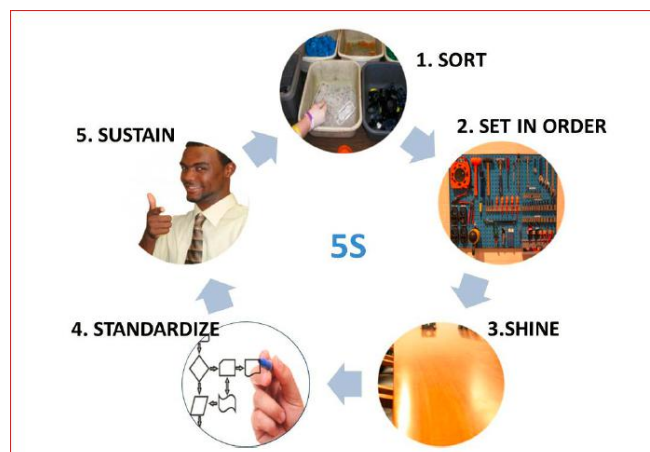 1. SORT
2. SET IN ORDER
3.SHINE
4. STANDARDIZE
5. SUSTAIN
5S